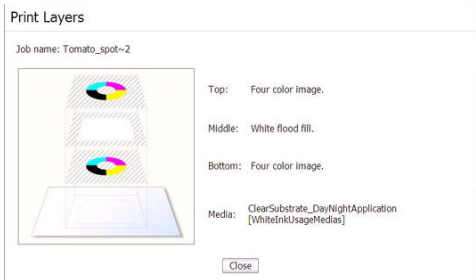 Print Layers
Job name: Tomato_spot~2
Top: Four color image.
Middle: White flood fill.
Bottom: Four color image.
Media: ClearSubstrate_DayNightApplication
[WhiteInkUsageMedias]
Close